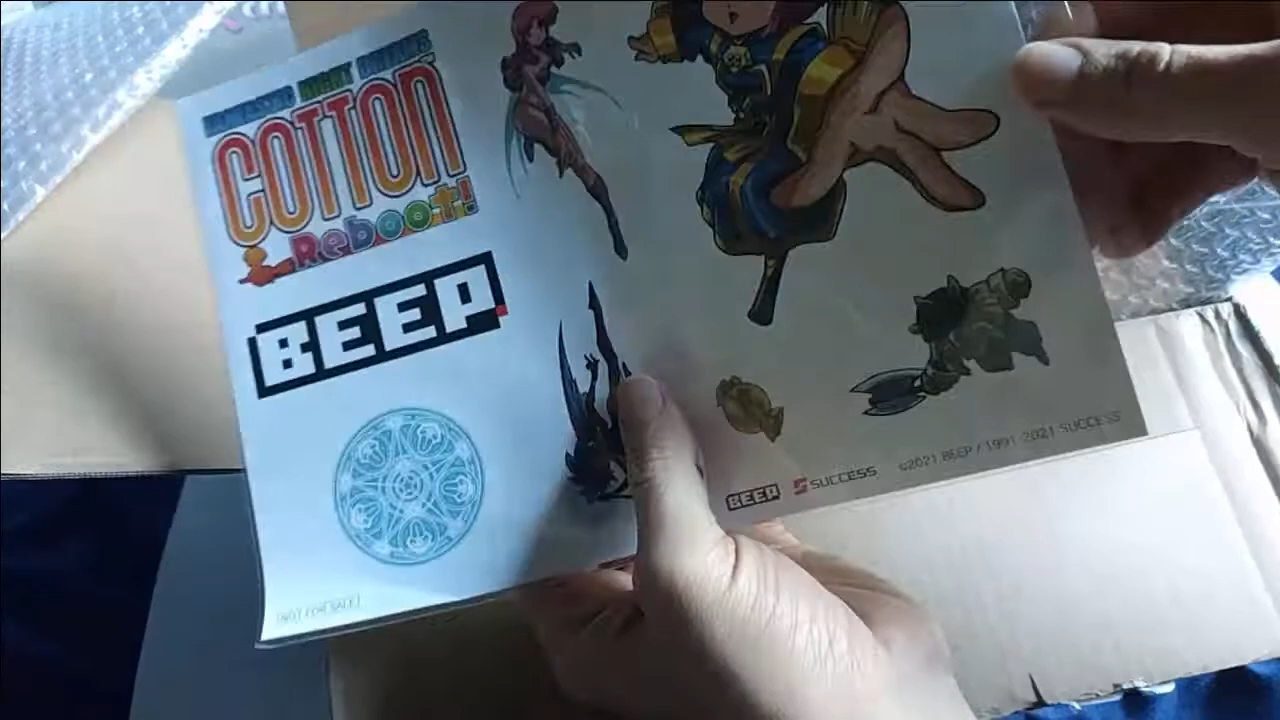 COTTON
Reboot!
BEEP
[NOT FOR SALE]
BEEP SUCCESS ©2021 BEEP / 1991-2021 SUCCESS